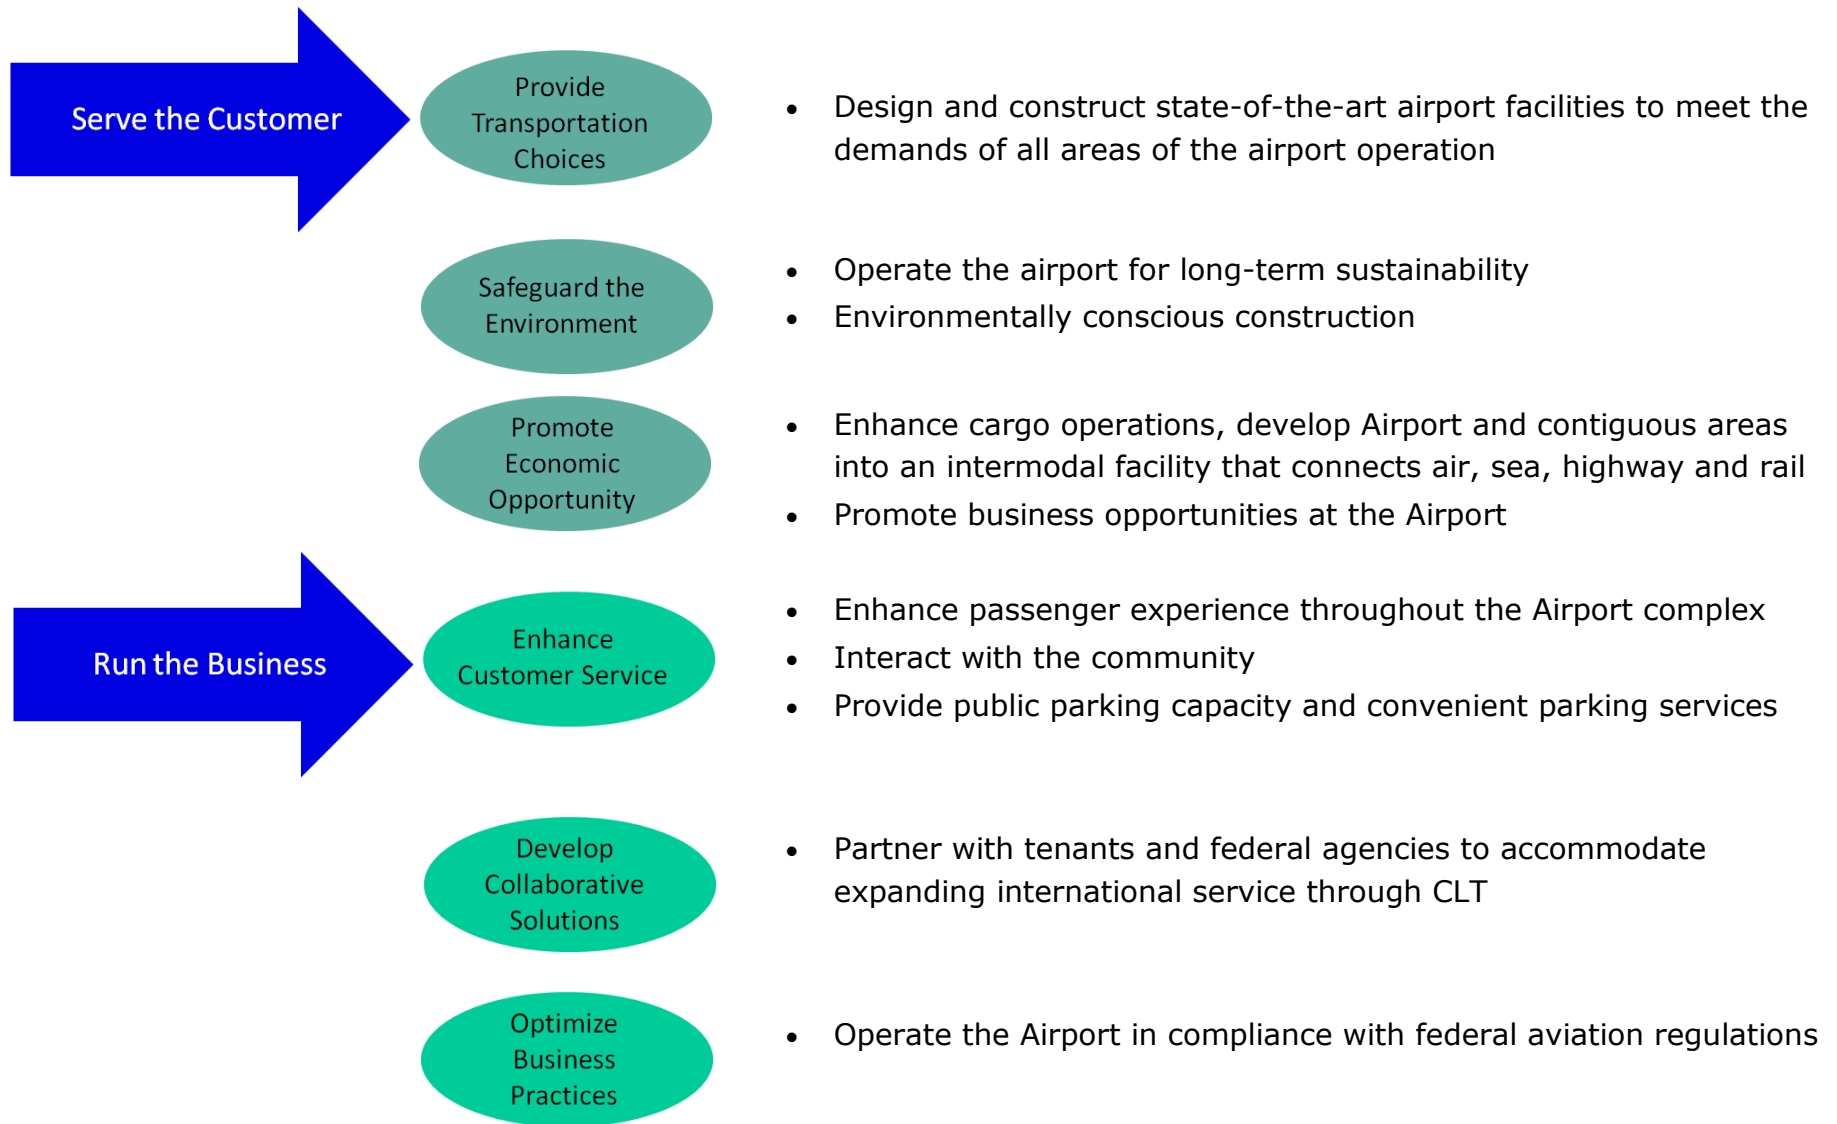 Serve the Customer
Provide
Transportation
Choices
• Design and construct state-of-the-art airport facilities to meet the
demands of all areas of the airport operation
Safeguard the
Environment
• Operate the airport for long-term sustainability
• Environmentally conscious construction
Promote
Economic
Opportunity
• Enhance cargo operations, develop Airport and contiguous areas
into an intermodal facility that connects air, sea, highway and rail
• Promote business opportunities at the Airport
Run the Business
Enhance
Customer Service
• Enhance passenger experience throughout the Airport complex
• Interact with the community
• Provide public parking capacity and convenient parking services
Develop
Collaborative
Solutions
• Partner with tenants and federal agencies to accommodate
expanding international service through CLT
Optimize
Business
Practices
• Operate the Airport in compliance with federal aviation regulations